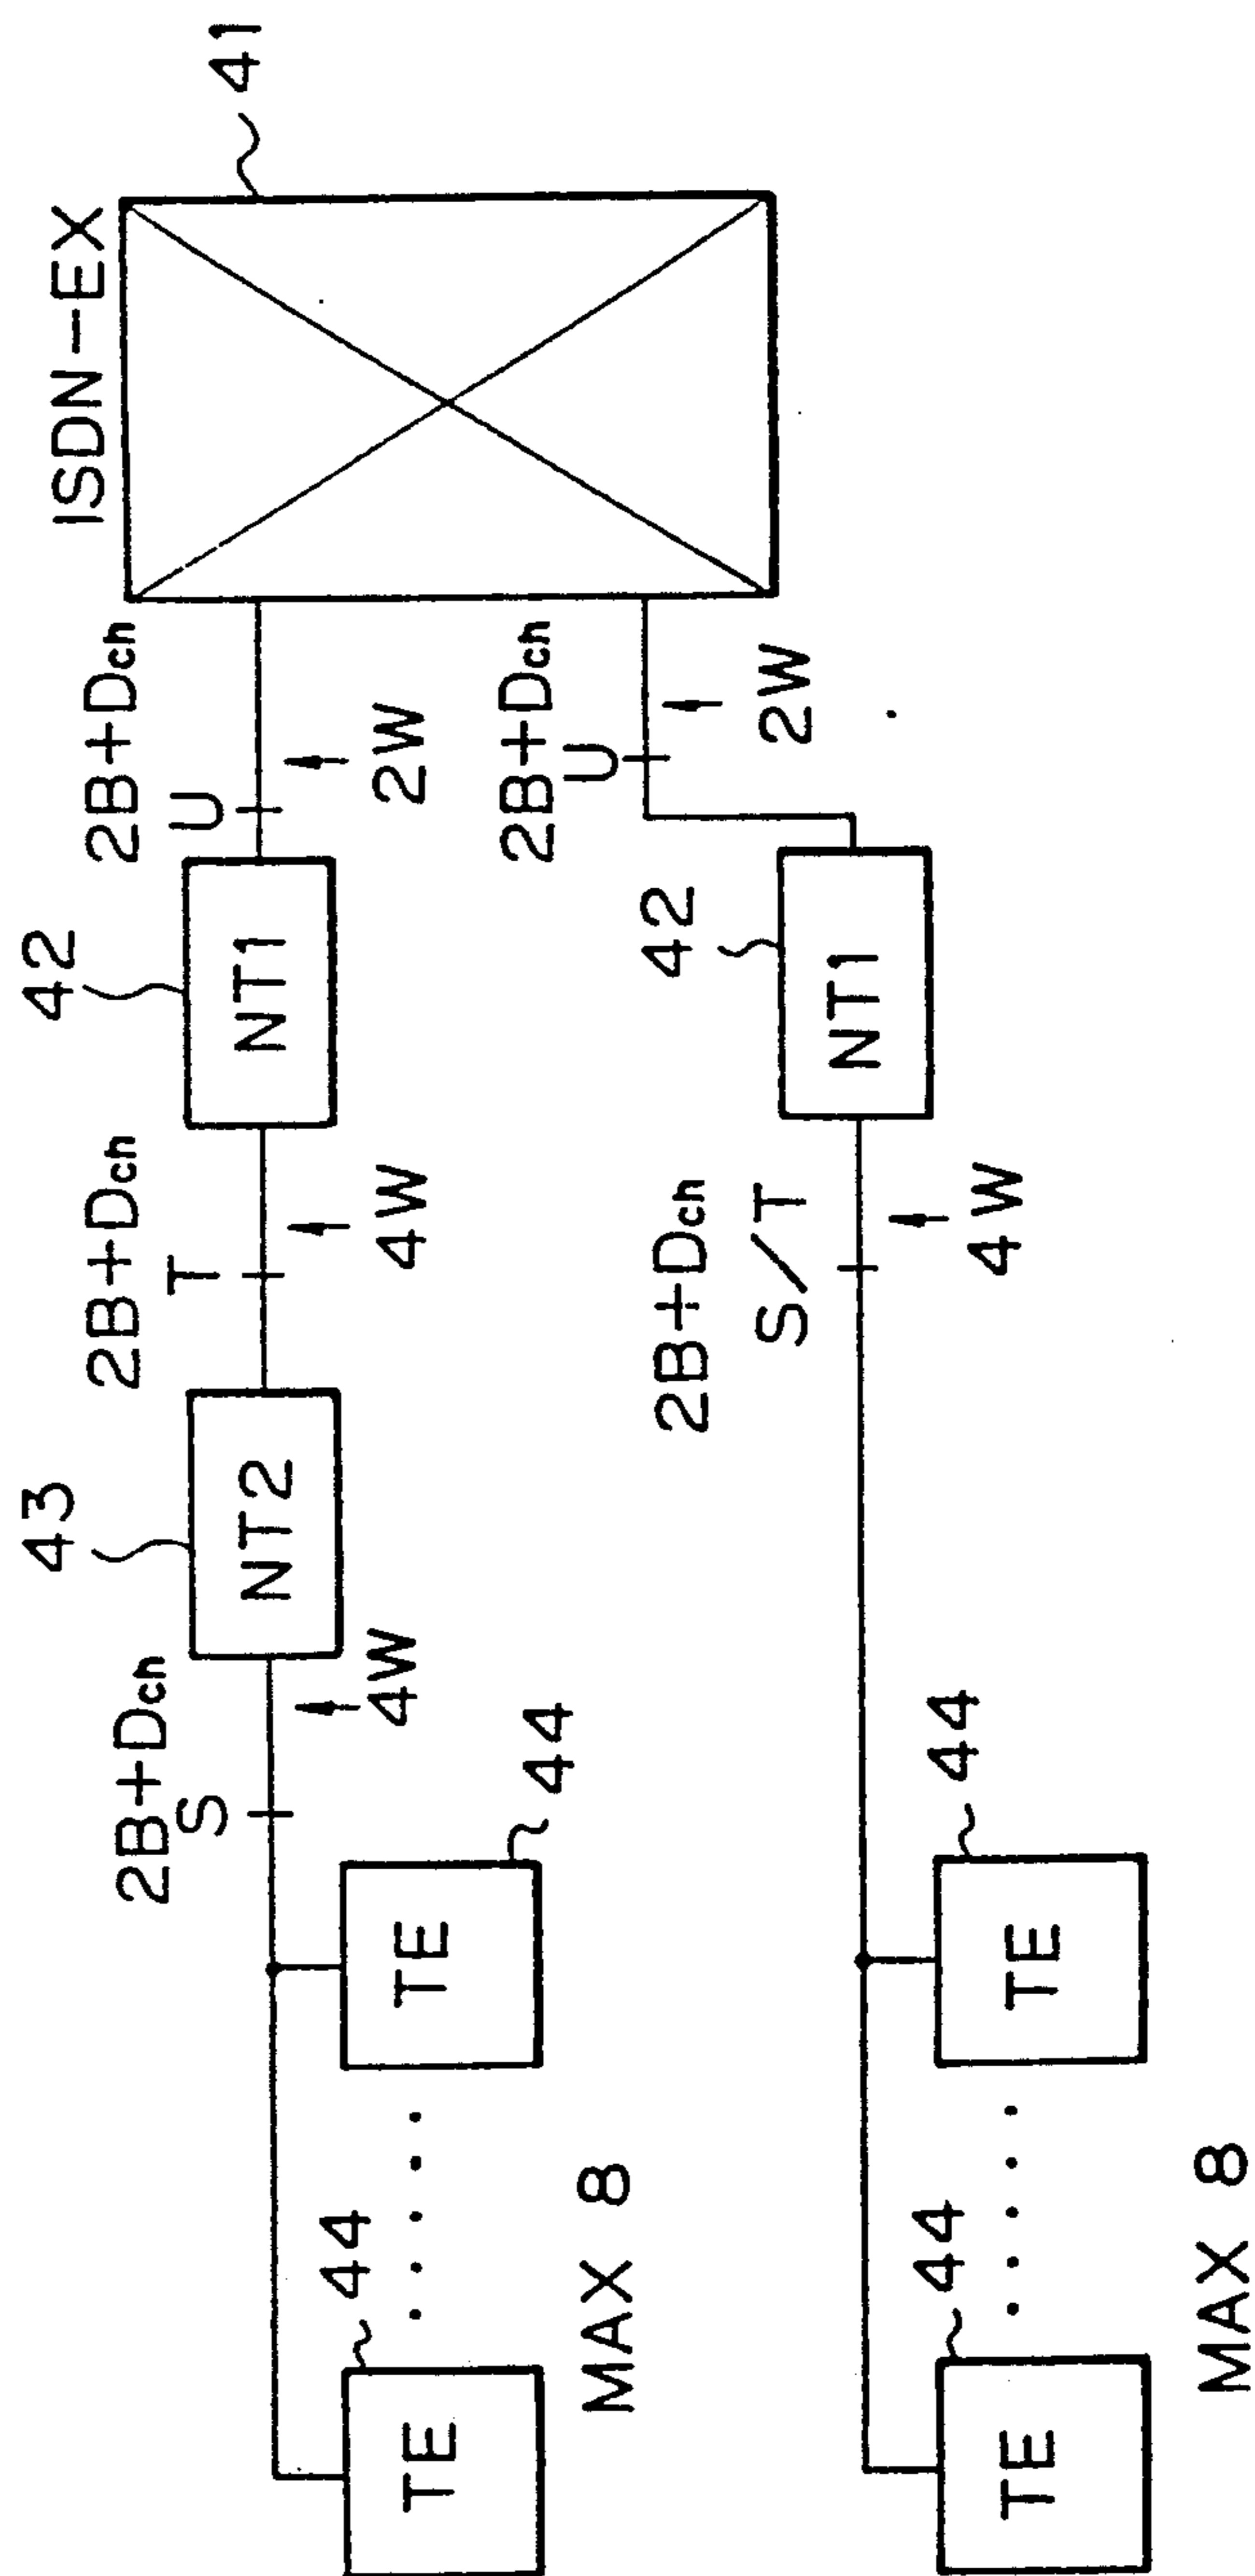 ISDN-EX
41
2B+Dch
U
2W
42
NT1
2B+Dch
T
4W
43
NT2
2B+Dch
S
4W
44
TE
44
TE
MAX 8
2B+Dch
U
2W
42
NT1
2B+Dch
S/T
4W
44
TE
44
TE
MAX 8